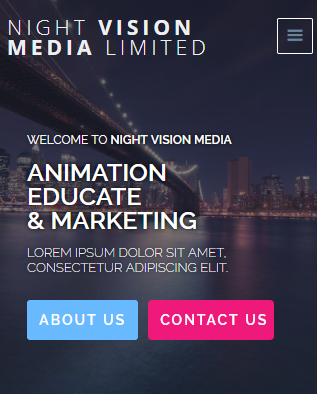 NIGHT VISION
MEDIA LIMITED
WELCOME TO NIGHT VISION MEDIA
ANIMATION
EDUCATE
& MARKETING
LOREM IPSUM DOLOR SIT AMET,
CONSECTETUR ADIPISCING ELIT.
ABOUT US CONTACT US